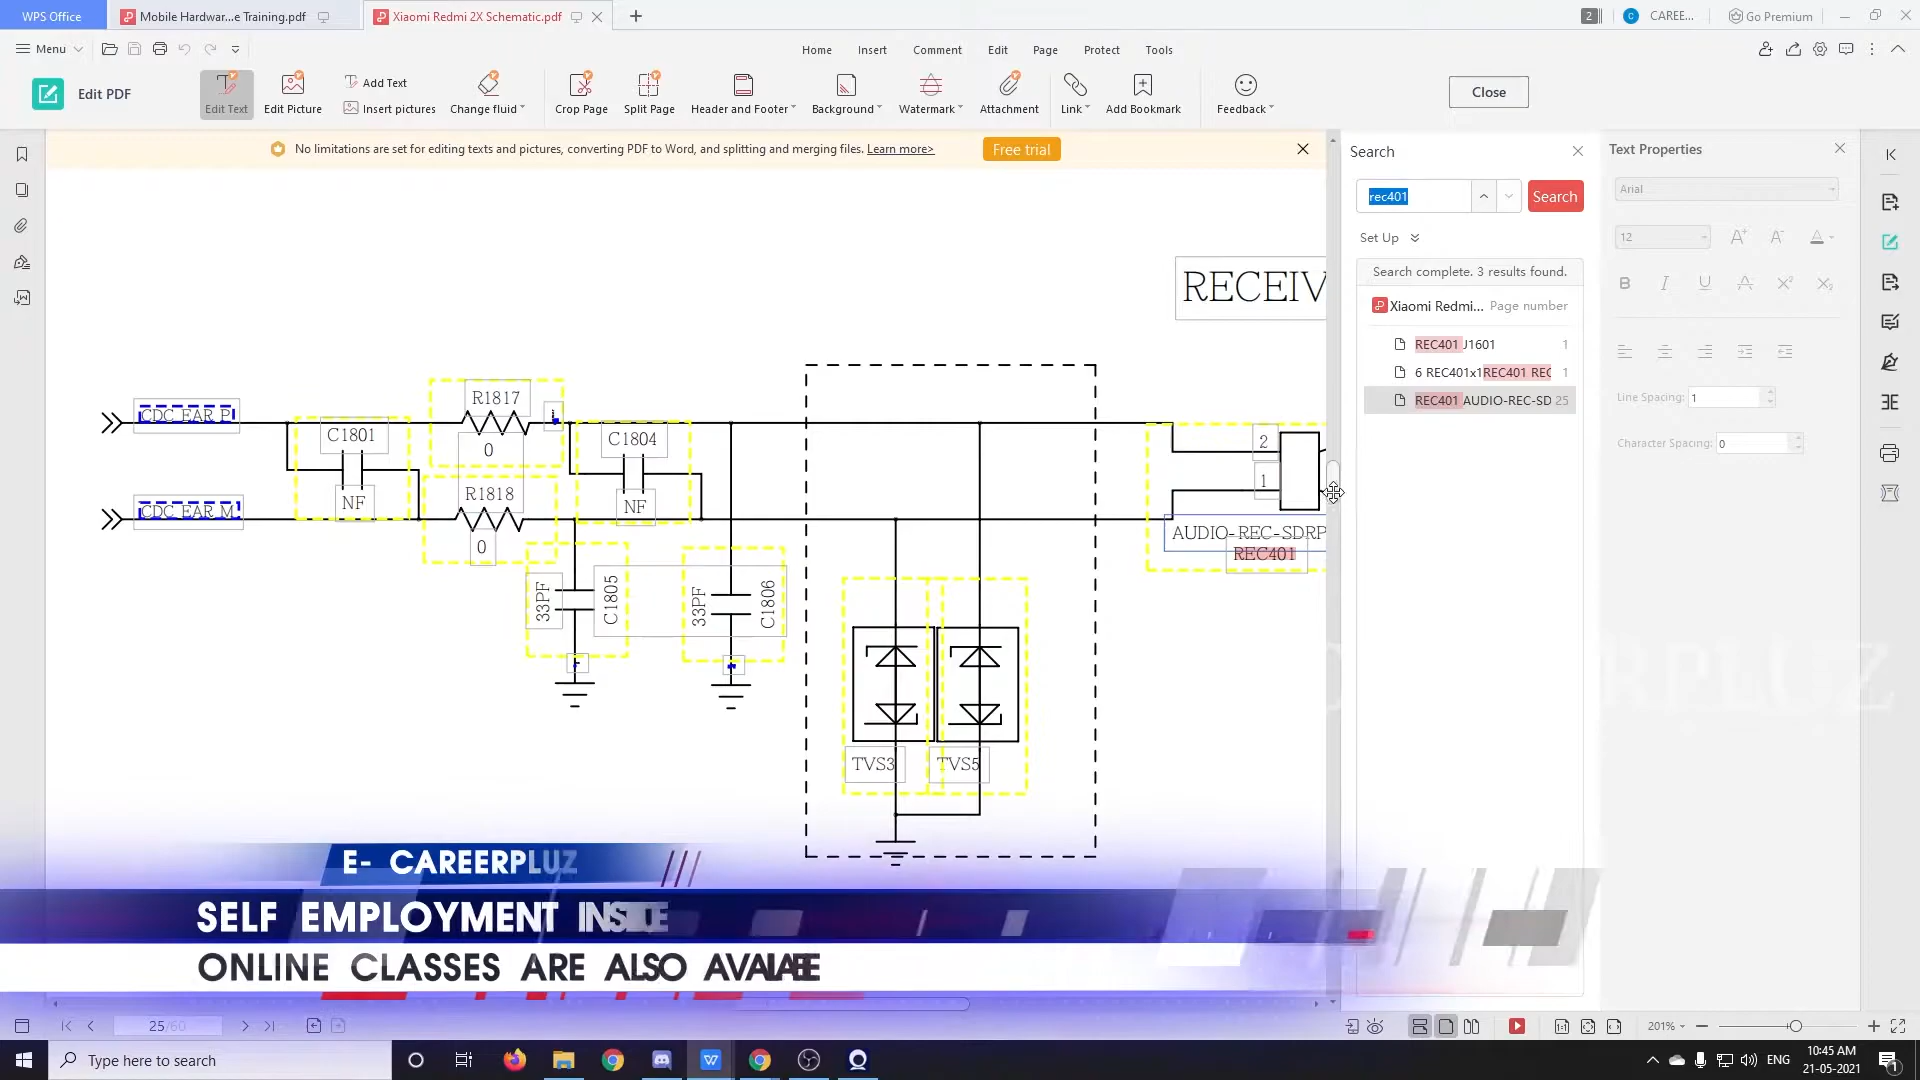 WPS Office
Mobile Hardwar...e Training.pdf
Xiaomi Redmi 2X Schematic.pdf
2
C
CAREE...
Go Premium
Menu
Home
Insert
Comment
Edit
Page
Protect
Tools
Edit PDF
Edit Text
Edit Picture
Add Text
Insert pictures
Change fluid
Crop Page
Split Page
Header and Footer
Background
Watermark
Attachment
Link
Add Bookmark
Feedback
Close
No limitations are set for editing texts and pictures, converting PDF to Word, and splitting and merging files. Learn more>
Free trial
Search
rec401
Search
Set Up
Search complete. 3 results found.
Xiaomi Redmi... Page number
REC401 J1601 1
6 REC401x1REC401 REC 1
REC401 AUDIO-REC-SD 25
Text Properties
Arial
12
Line Spacing: 1
Character Spacing: 0
RECEIV
CDC_EAR_P
CDC_EAR_M
C1801
NF
R1817
0
R1818
0
C1804
NF
33PF
C1805
33PF
C1806
TVS3
TVS5
2
1
AUDIO-REC-SDRP
REC401
E- CAREERPLUZ
SELF EMPLOYMENT
ONLINE CLASSES ARE ALSO
25/60
201%
Type here to search
ENG
10:45 AM
21-05-2021
1